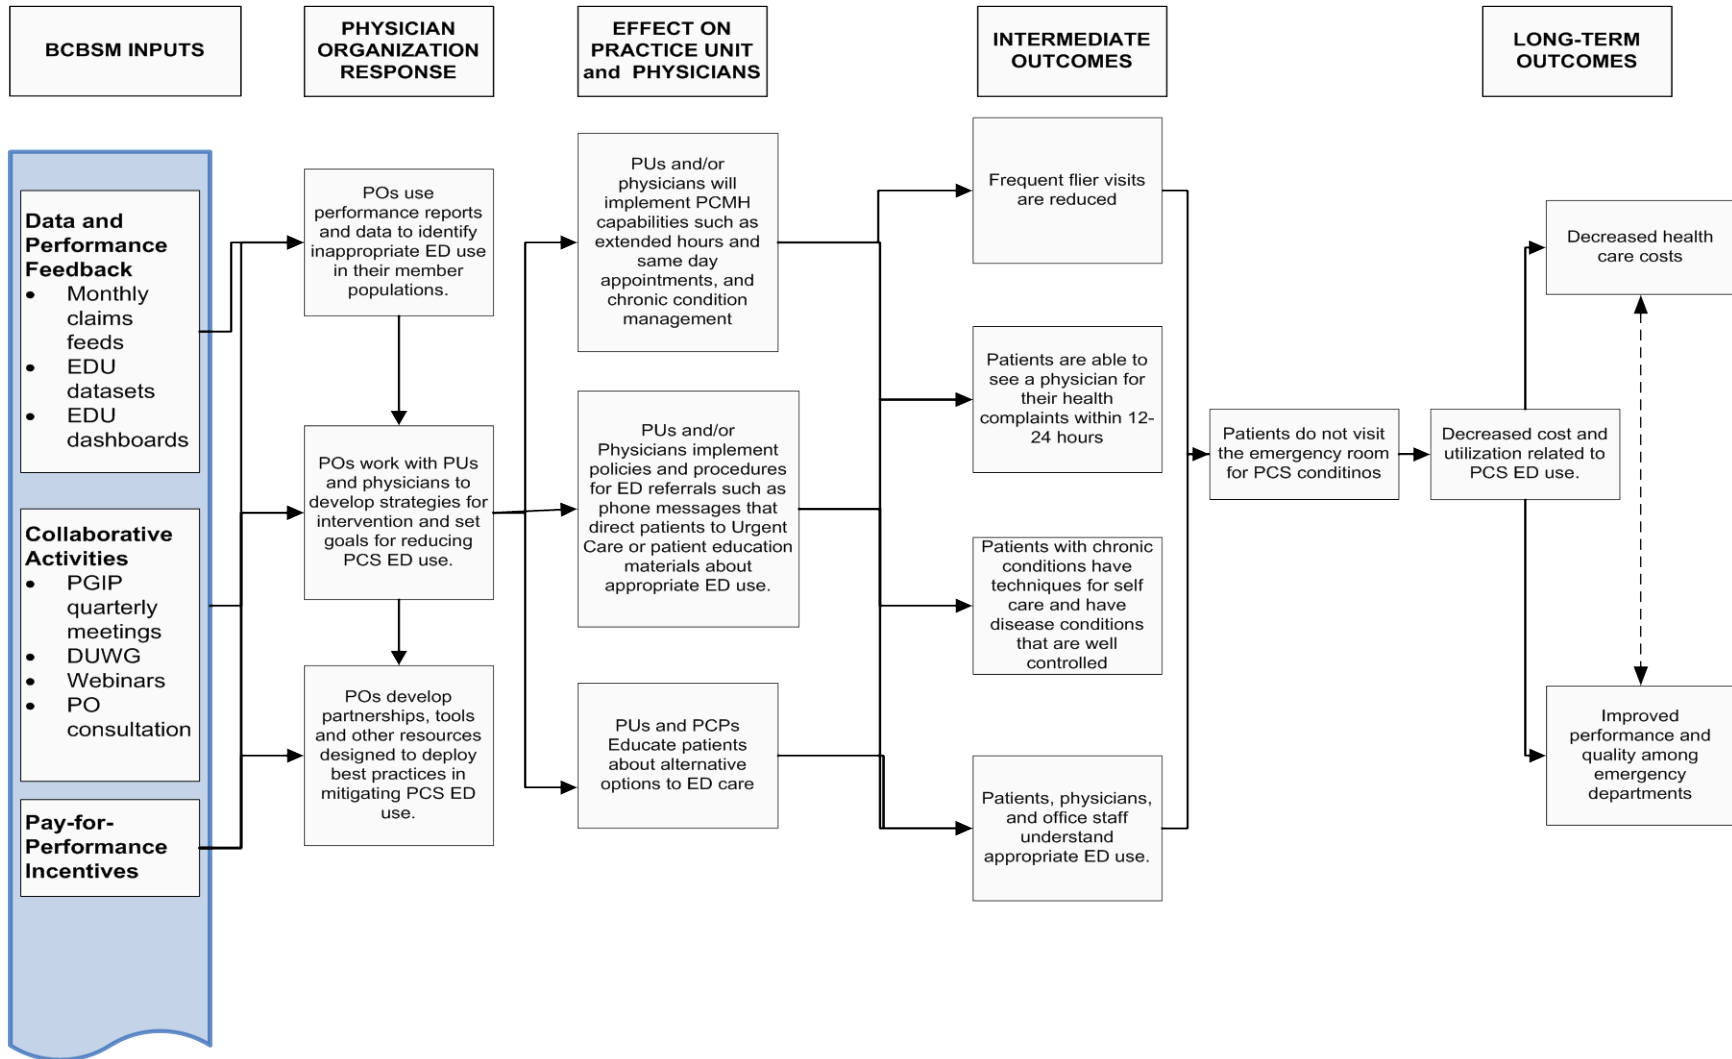 BCBSM INPUTS
PHYSICIAN
ORGANIZATION
RESPONSE
EFFECT ON
PRACTICE UNIT
and PHYSICIANS
INTERMEDIATE
OUTCOMES
LONG-TERM
OUTCOMES
Data and
Performance
Feedback
• Monthly
claims
feeds
• EDU
datasets
• EDU
dashboards
Collaborative
Activities
• PGIP
quarterly
meetings
• DUWG
• Webinars
• PO
consultation
Pay-for-
Performance
Incentives
POs use
performance reports
and data to identify
inappropriate ED use
in their member
populations.
POs work with PUs
and physicians to
develop strategies for
intervention and set
goals for reducing
PCS ED use.
POs develop
partnerships, tools
and other resources
designed to deploy
best practices in
mitigating PCS ED
use.
PUs and/or
physicians will
implement PCMH
capabilities such as
extended hours and
same day
appointments, and
chronic condition
management
PUs and/or
Physicians implement
policies and procedures
for ED referrals such as
phone messages that
direct patients to Urgent
Care or patient education
materials about
appropriate ED use.
PUs and PCPs
Educate patients
about alternative
options to ED care
Frequent flier visits
are reduced
Patients are able to
see a physician for
their health
complaints within 12-
24 hours
Patients with chronic
conditions have
techniques for self
care and have
disease conditions
that are well
controlled
Patients, physicians,
and office staff
understand
appropriate ED use.
Patients do not visit
the emergency room
for PCS conditinos
Decreased cost and
utilization related to
PCS ED use.
Decreased health
care costs
Improved
performance and
quality among
emergency
departments